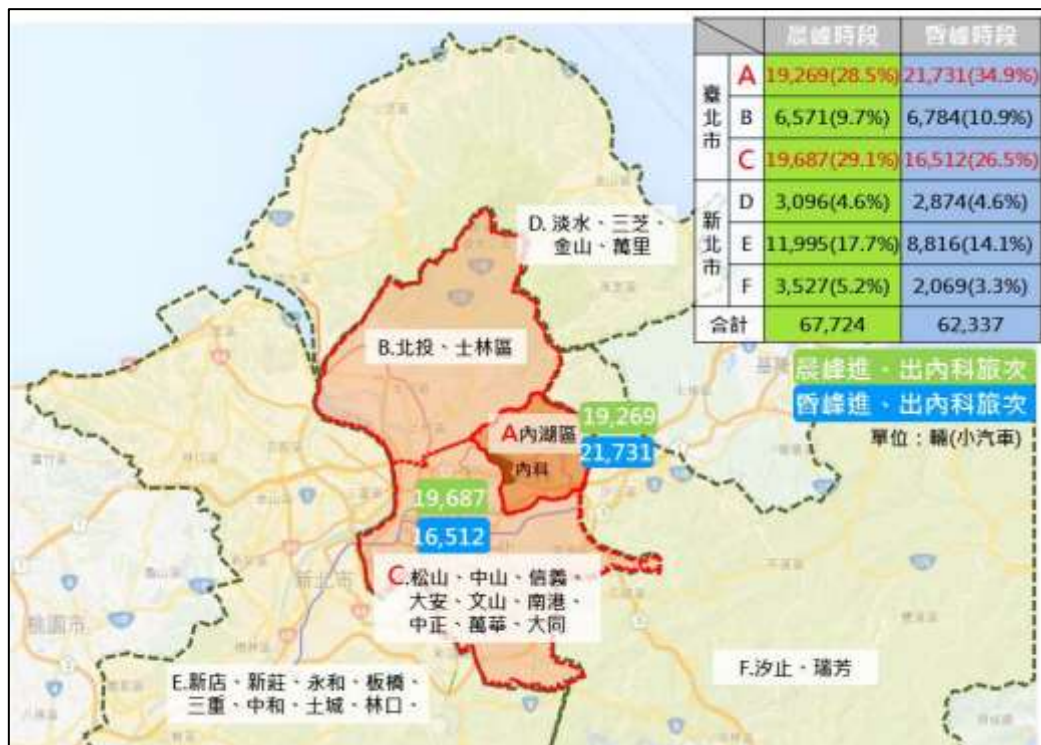 晨峰時段 昏峰時段
臺北市 A 19,269(28.5%) 21,731(34.9%)
B 6,571(9.7%) 6,784(10.9%)
C 19,687(29.1%) 16,512(26.5%)
新北市 D 3,096(4.6%) 2,874(4.6%)
E 11,995(17.7%) 8,816(14.1%)
F 3,527(5.2%) 2,069(3.3%)
合計 67,724 62,337
晨峰進、出內科旅次
昏峰進、出內科旅次
單位：輛(小汽車)
D. 淡水、三芝、
金山、萬里
B.北投、士林區
A內湖區
內科
19,269
21,731
19,687
16,512
C.松山、中山、信義、
大安、文山、南港、
中正、萬華、大同
新北市
桃園市
E.新店、新莊、永和、板橋、
三重、中和、土城、林口、
F.汐止、瑞芳